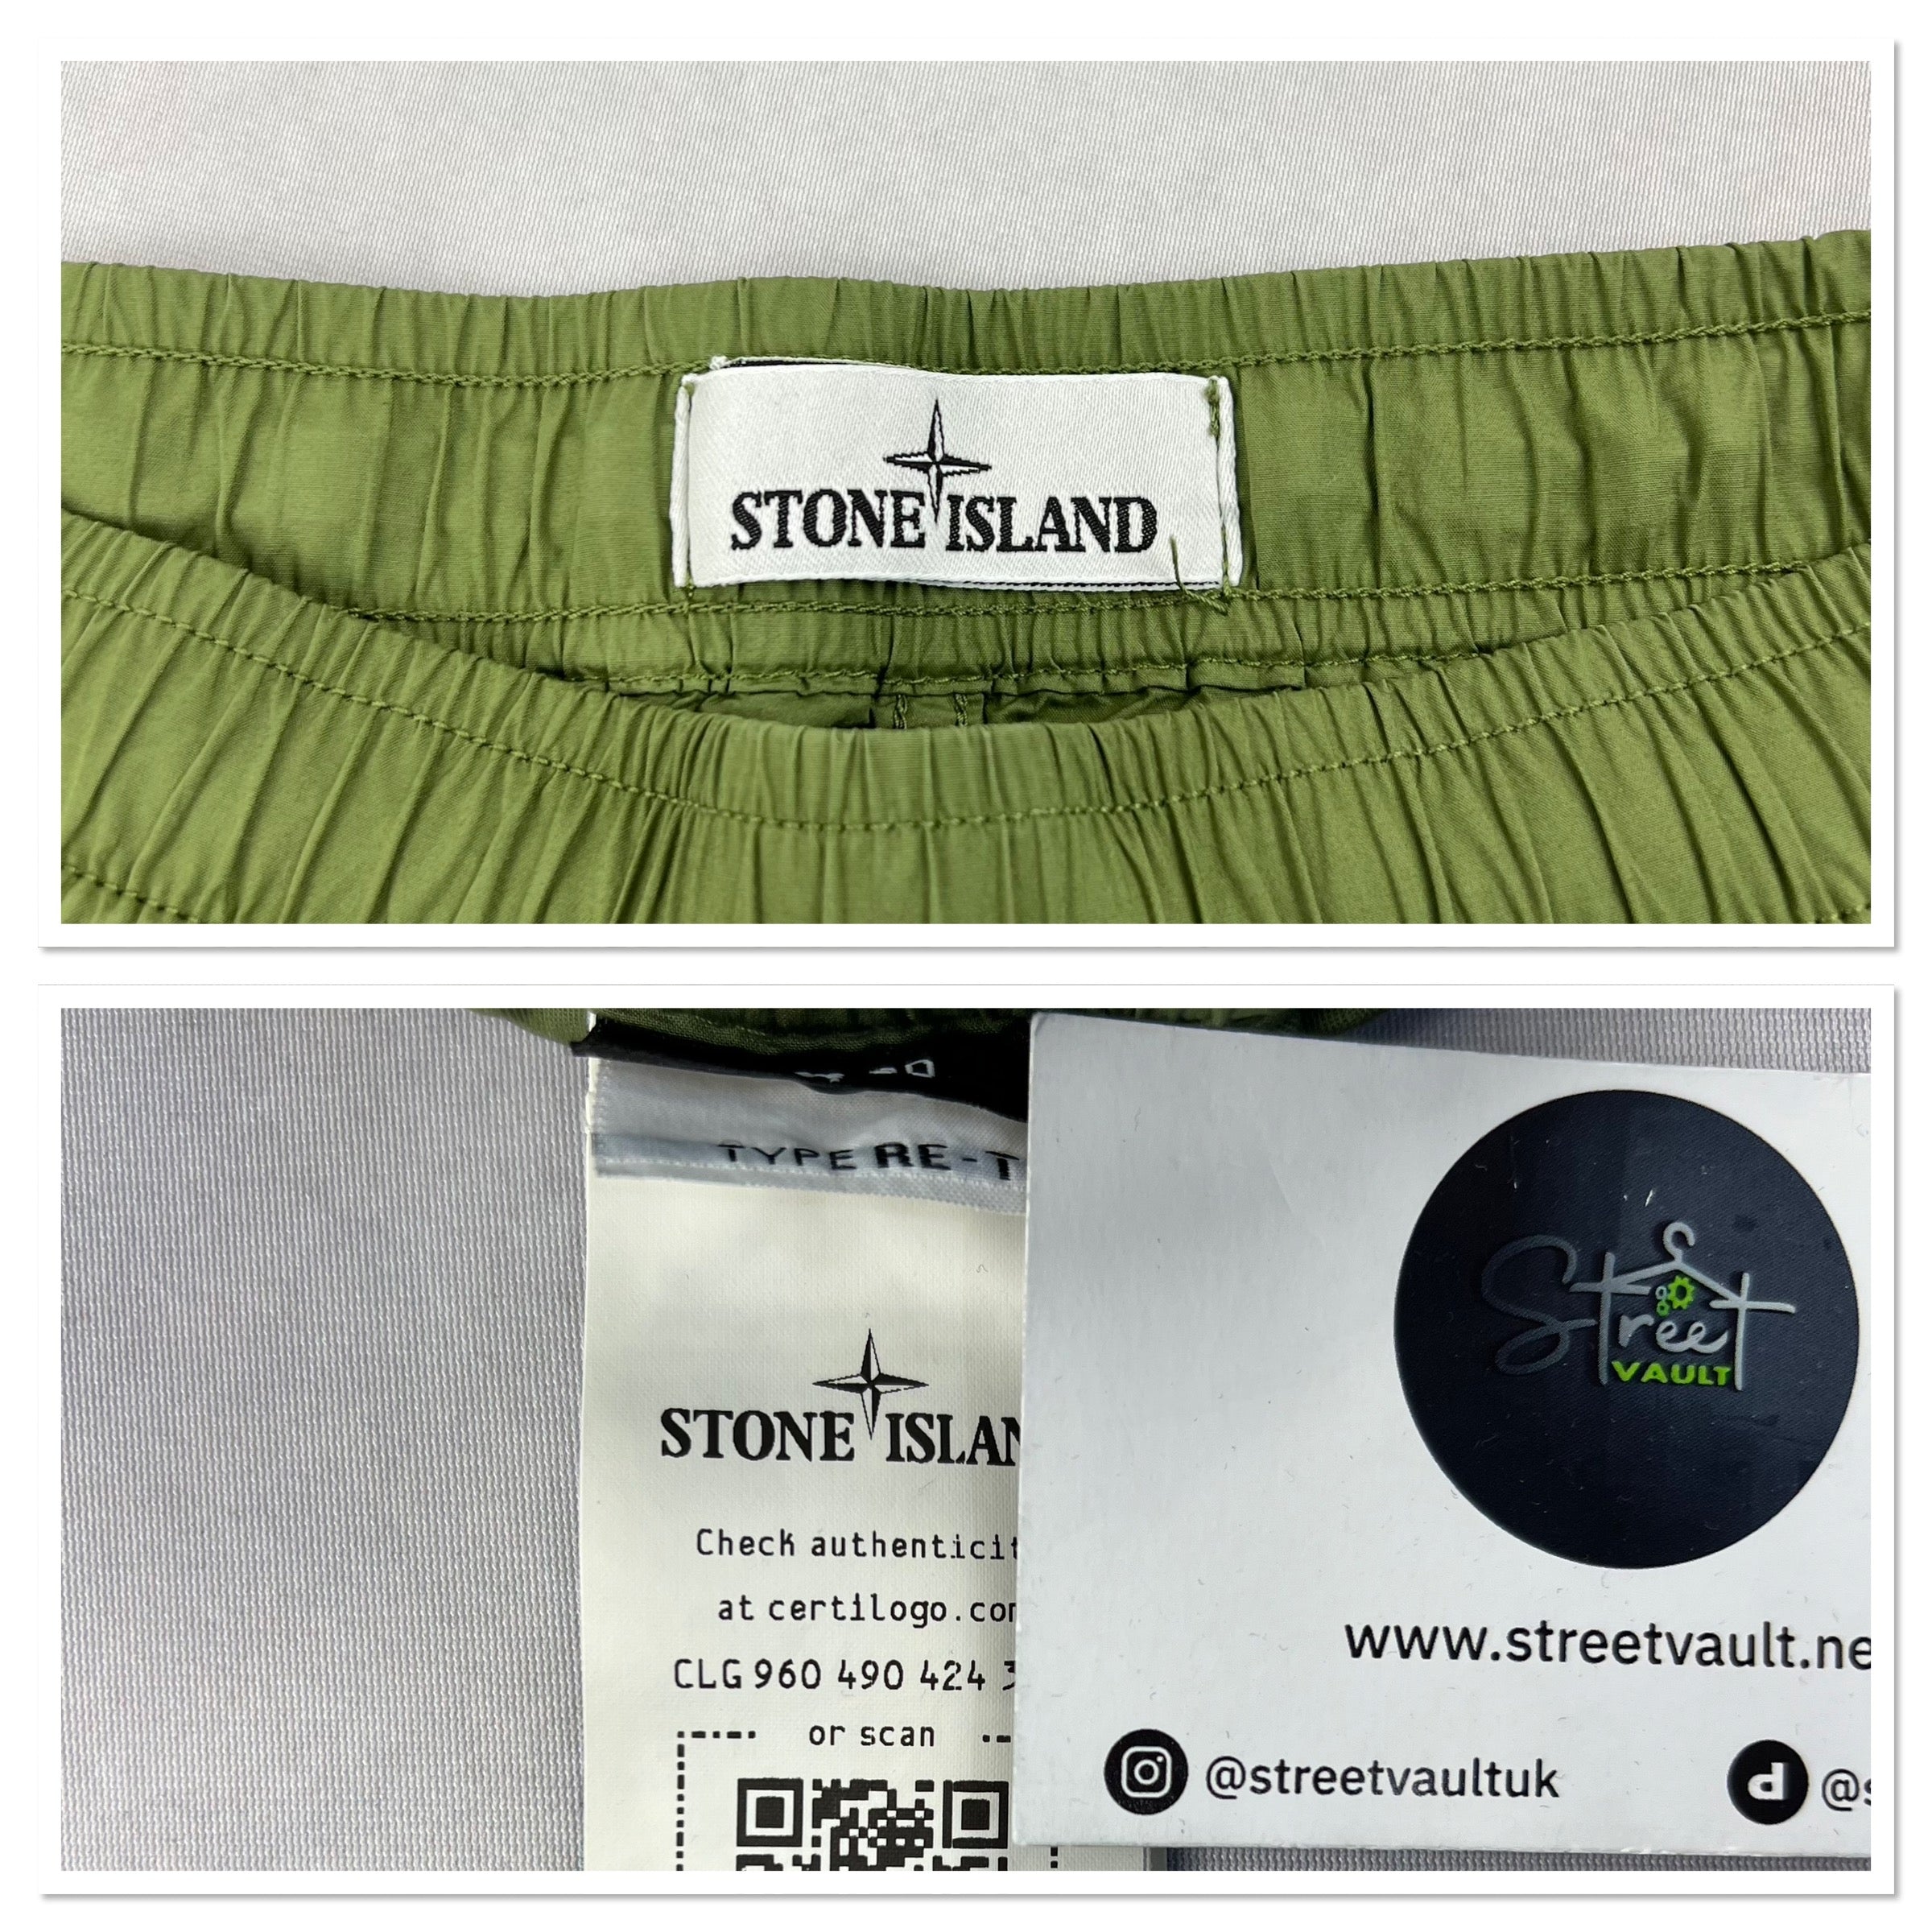 STONE ISLAND
TYPE RE-T
STONE ISLAN
Check authenticit
at certilogo.co
CLG 960 490 424
or scan
Street
VAULT
www.streetvault.ne
@streetvaultuk
@s